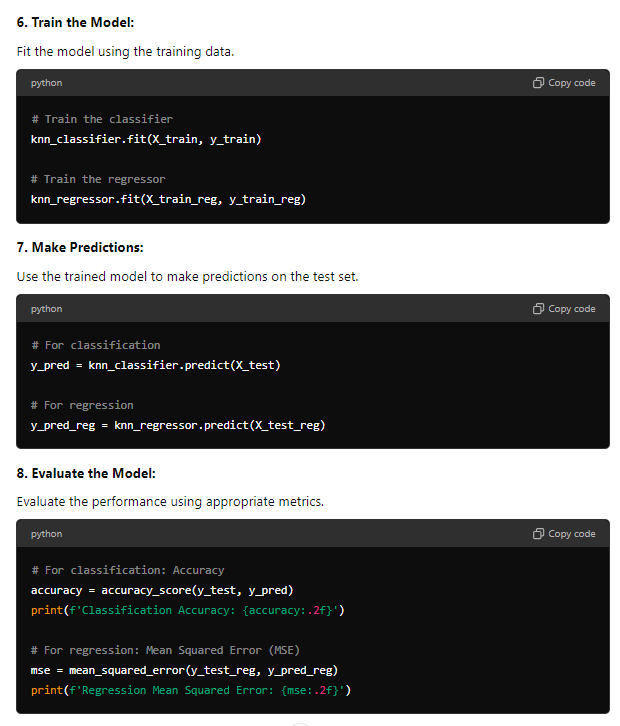 6. Train the Model:
Fit the model using the training data.
python
Copy code
# Train the classifier
knn_classifier.fit(X_train, y_train)
# Train the regressor
knn_regressor.fit(X_train_reg, y_train_reg)
7. Make Predictions:
Use the trained model to make predictions on the test set.
python
Copy code
# For classification
y_pred = knn_classifier.predict(X_test)
# For regression
y_pred_reg = knn_regressor.predict(X_test_reg)
8. Evaluate the Model:
Evaluate the performance using appropriate metrics.
python
Copy code
# For classification: Accuracy
accuracy = accuracy_score(y_test, y_pred)
print(f'Classification Accuracy: {accuracy:.2f}')
# For regression: Mean Squared Error (MSE)
mse = mean_squared_error(y_test_reg, y_pred_reg)
print(f'Regression Mean Squared Error: {mse:.2f}')